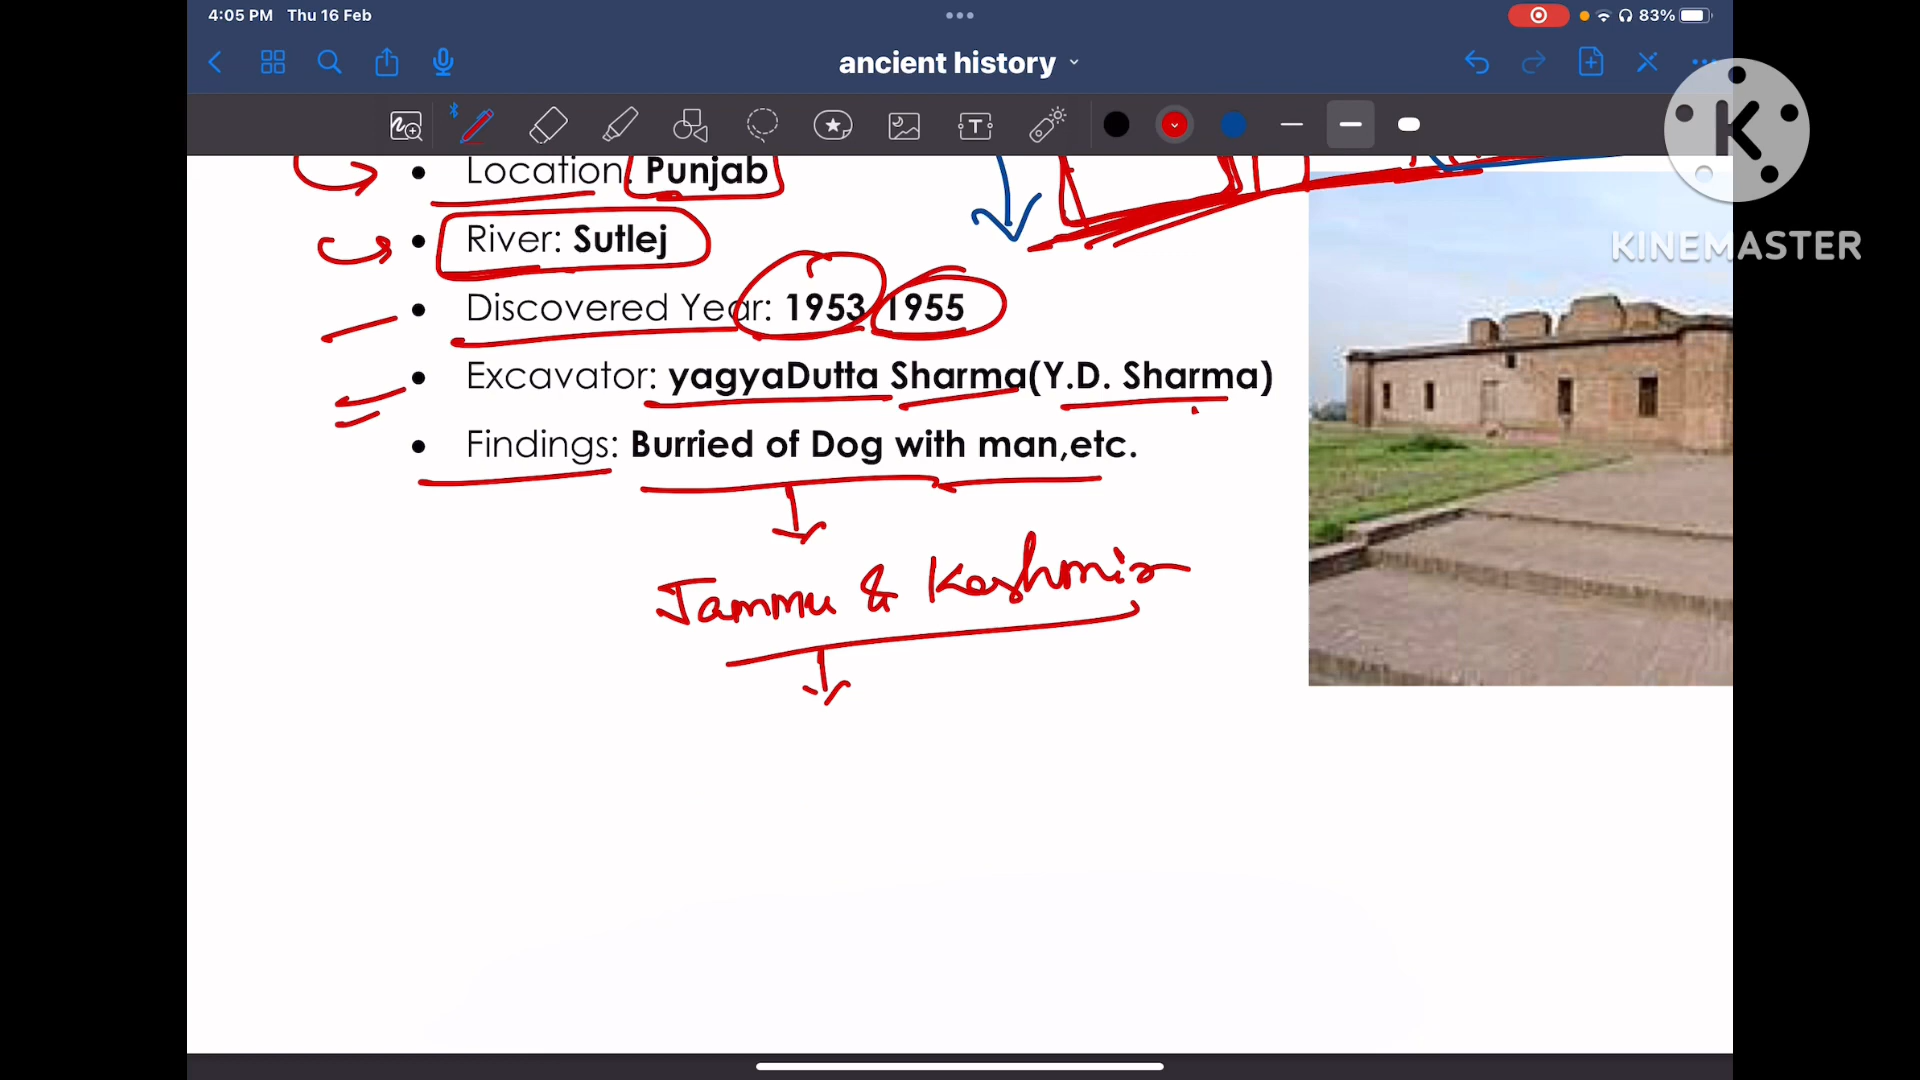 4:05 PM Thu 16 Feb
83%
ancient history
K
KINEMASTER
Location: Punjab
River: Sutlej
Discovered Year: 1953 1955
Excavator: yagyaDutta Sharma(Y.D. Sharma)
Findings: Burried of Dog with man,etc.
Jammu & Kashmir